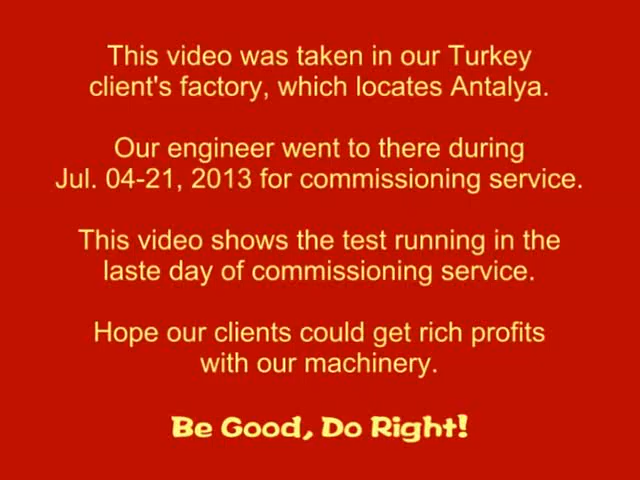 This video was taken in our Turkey
client's factory, which locates Antalya.
Our engineer went to there during
Jul. 04-21, 2013 for commissioning service.
This video shows the test running in the
laste day of commissioning service.
Hope our clients could get rich profits
with our machinery.
Be Good, Do Right!